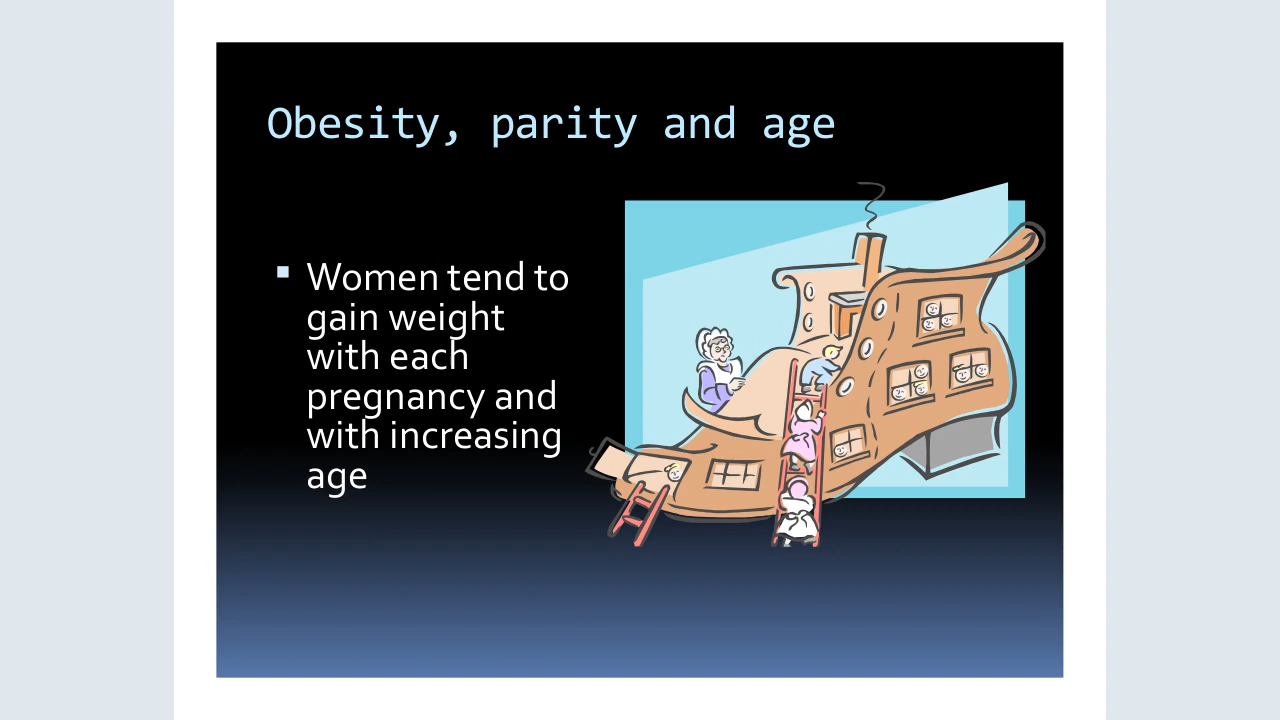 Obesity, parity and age
Women tend to
gain weight
with each
pregnancy and
with increasing
age